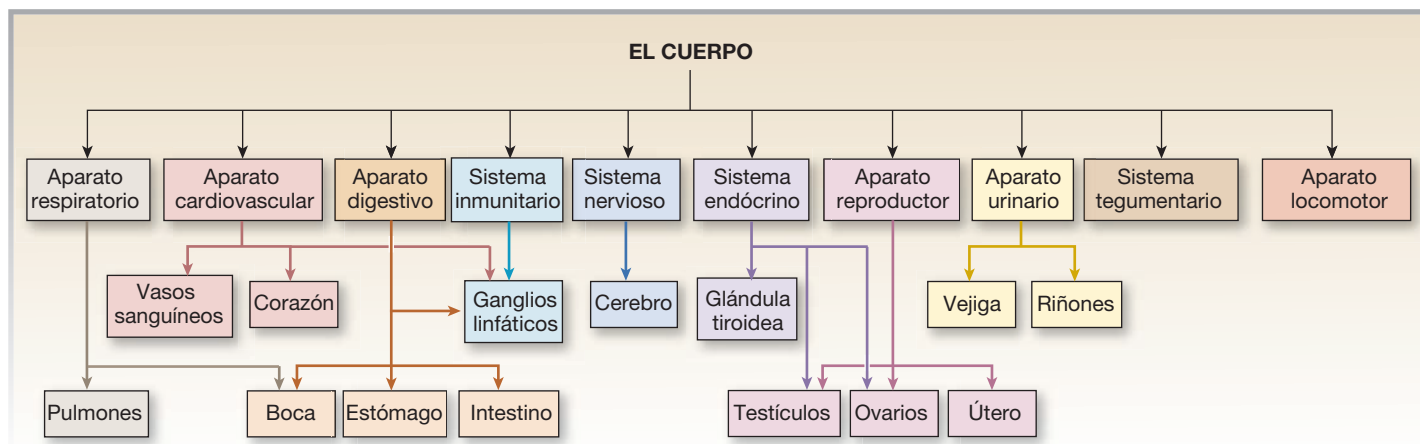 EL CUERPO
Aparato
respiratorio
Aparato
cardiovascular
Aparato
digestivo
Sistema
inmunitario
Sistema
nervioso
Sistema
endócrino
Aparato
reproductor
Aparato
urinario
Sistema
tegumentario
Aparato
locomotor
Vasos
sanguíneos
Corazón
Ganglios
linfáticos
Cerebro
Glándula
tiroidea
Vejiga
Riñones
Pulmones
Boca
Estómago
Intestino
Testículos
Ovarios
Útero